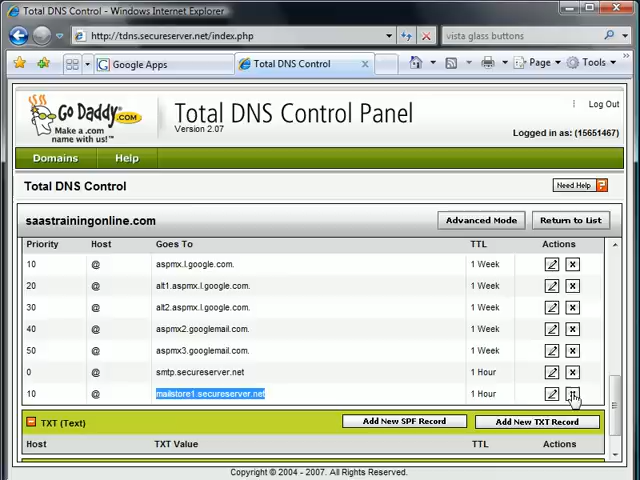 Total DNS Control - Windows Internet Explorer
http://tdns.secureserver.net/index.php
vista glass buttons
Google Apps
Total DNS Control
Page
Tools
Go Daddy.COM
Make a .com name with us!™
Total DNS Control Panel
Version 2.07
Log Out
Logged in as: (15651467)
Domains Help
Total DNS Control
Need Help ?
saastrainingonline.com
Advanced Mode
Return to List
Priority Host Goes To TTL Actions
10 @ aspmx.l.google.com. 1 Week
20 @ alt1.aspmx.l.google.com. 1 Week
30 @ alt2.aspmx.l.google.com. 1 Week
40 @ aspmx2.googlemail.com. 1 Week
50 @ aspmx3.googlemail.com. 1 Week
0 @ smtp.secureserver.net 1 Hour
10 @ mailstore1.secureserver.net 1 Hour
TXT (Text) Add New SPF Record Add New TXT Record
Host TXT Value TTL Actions
Copyright © 2004 - 2007. All Rights Reserved.